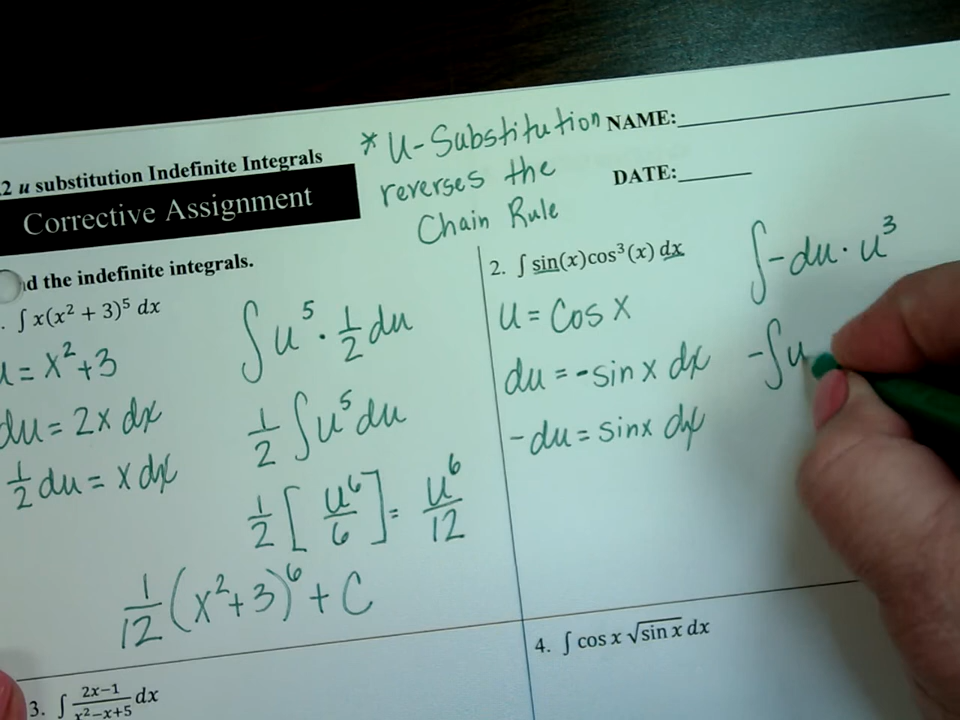 .2 u substitution Indefinite Integrals
Corrective Assignment
* U-Substitution
reverses the
Chain Rule
NAME:
DATE:
d the indefinite integrals.
. ∫ x(x² + 3)⁵ dx
u = x² + 3
du = 2x dx
½ du = x dx
∫ u⁵ · ½ du
½ ∫ u⁵ du
½ [ u⁶/6 ] = u⁶/12
1/12 (x² + 3)⁶ + C
2. ∫ sin(x)cos³(x) dx
u = Cos x
du = -sin x dx
-du = sinx dx
∫ -du · u³
-∫ u
3. ∫ (2x−1)/(x²−x+5) dx
4. ∫ cos x √(sin x) dx